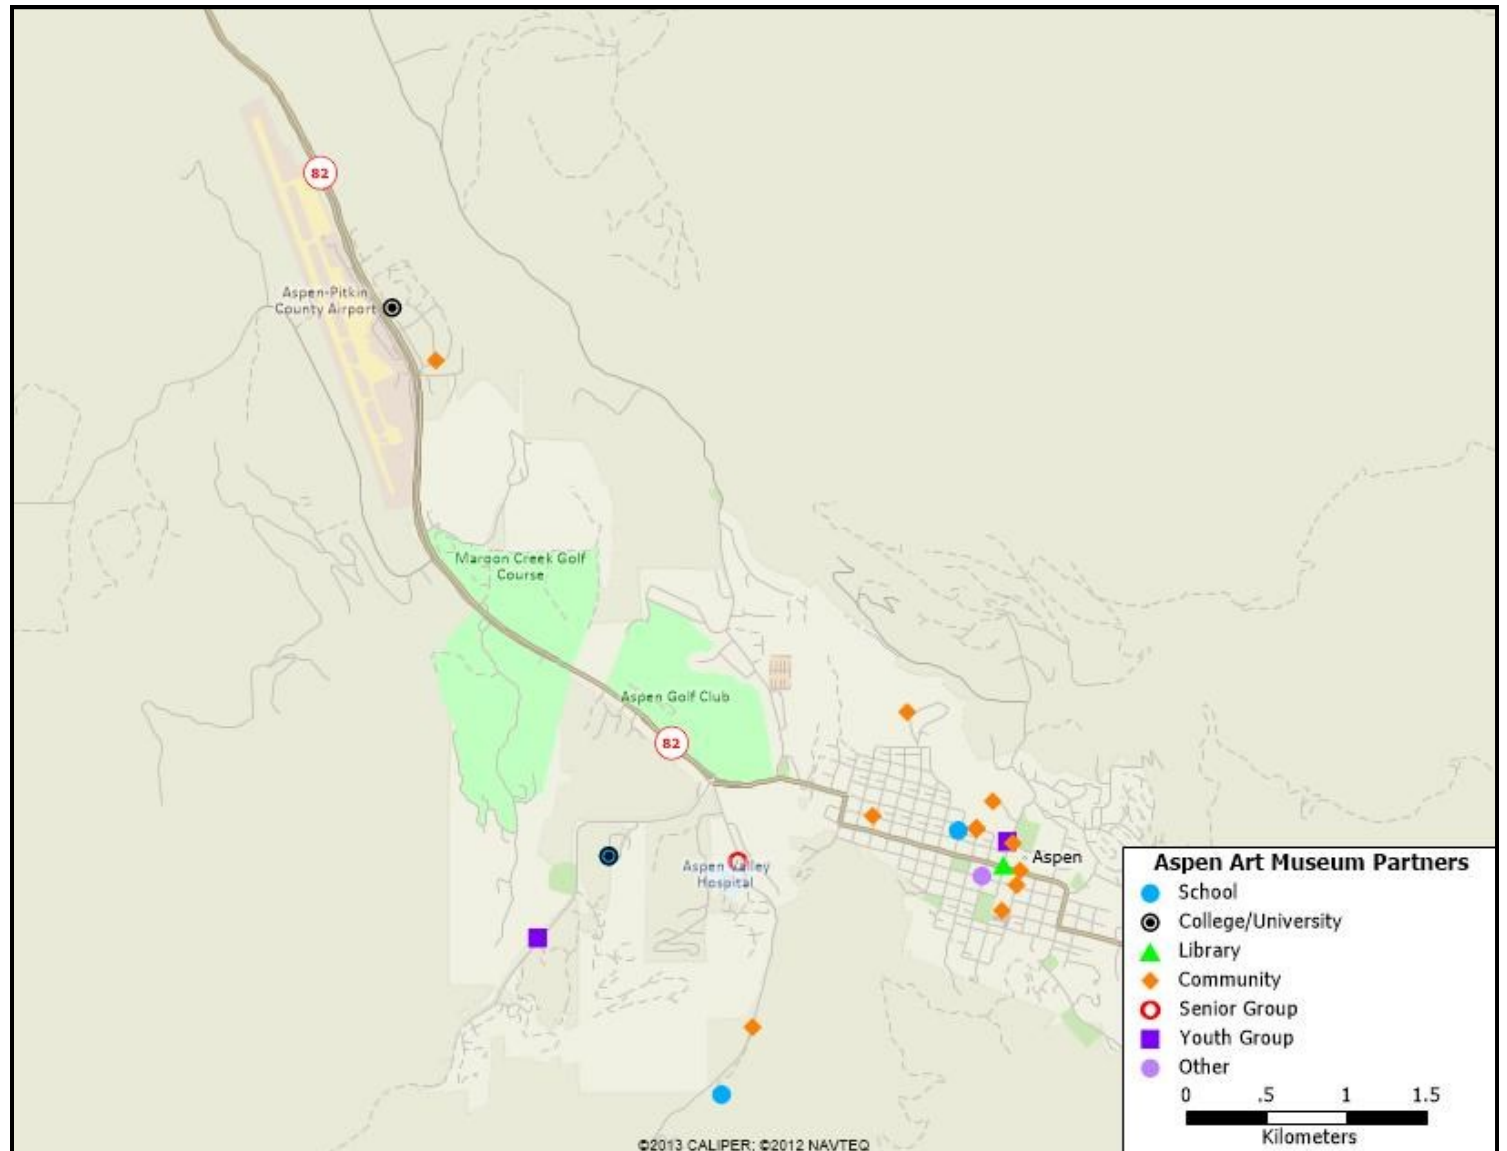 82
Aspen-Pitkin
County Airport
Maroon Creek Golf
Course
Aspen Golf Club
82
Aspen Valley
Hospital
Aspen
Aspen Art Museum Partners
School
College/University
Library
Community
Senior Group
Youth Group
Other
0 .5 1 1.5
Kilometers
©2013 CALIPER; ©2012 NAVTEQ